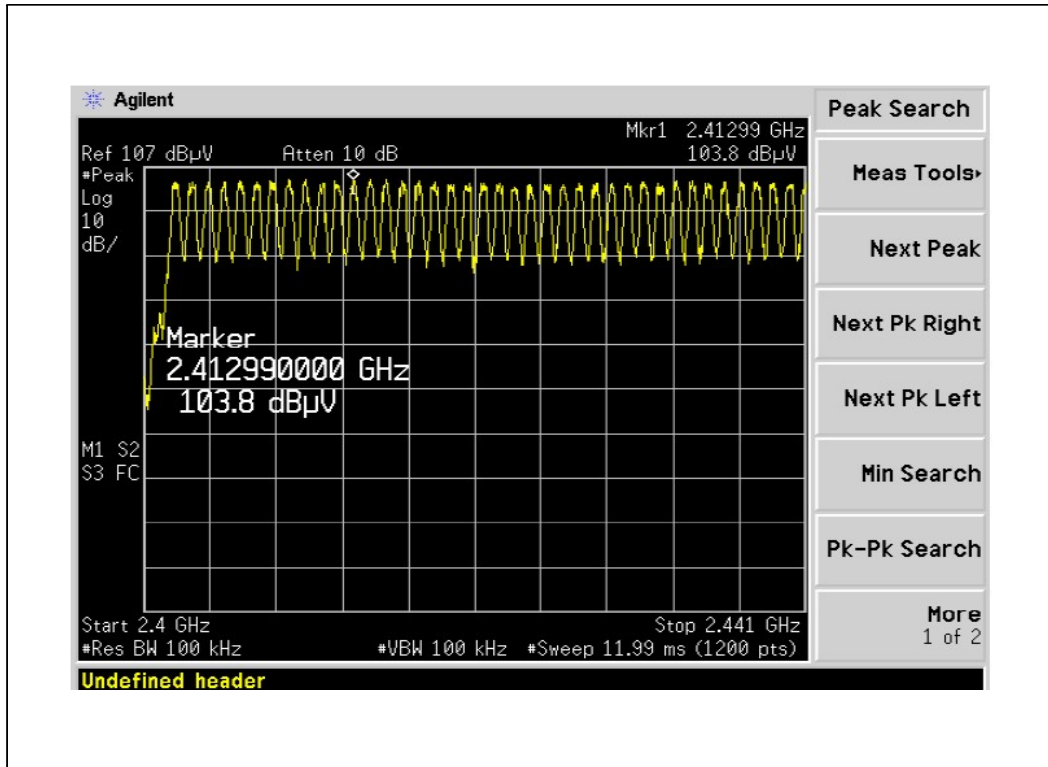 Agilent
Peak Search
Mkr1 2.41299 GHz
Ref 107 dBµV Atten 10 dB 103.8 dBµV
#Peak
Log
10
dB/
Marker
2.412990000 GHz
103.8 dBµV
M1 S2
S3 FC
Start 2.4 GHz Stop 2.441 GHz
#Res BW 100 kHz #VBW 100 kHz #Sweep 11.99 ms (1200 pts)
Undefined header
Meas Tools
Next Peak
Next Pk Right
Next Pk Left
Min Search
Pk-Pk Search
More
1 of 2